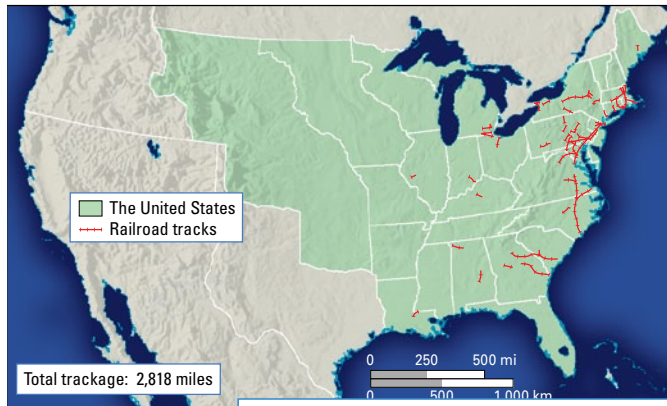 The United States
Railroad tracks
Total trackage: 2,818 miles
0 250 500 mi
0 500 1,000 km